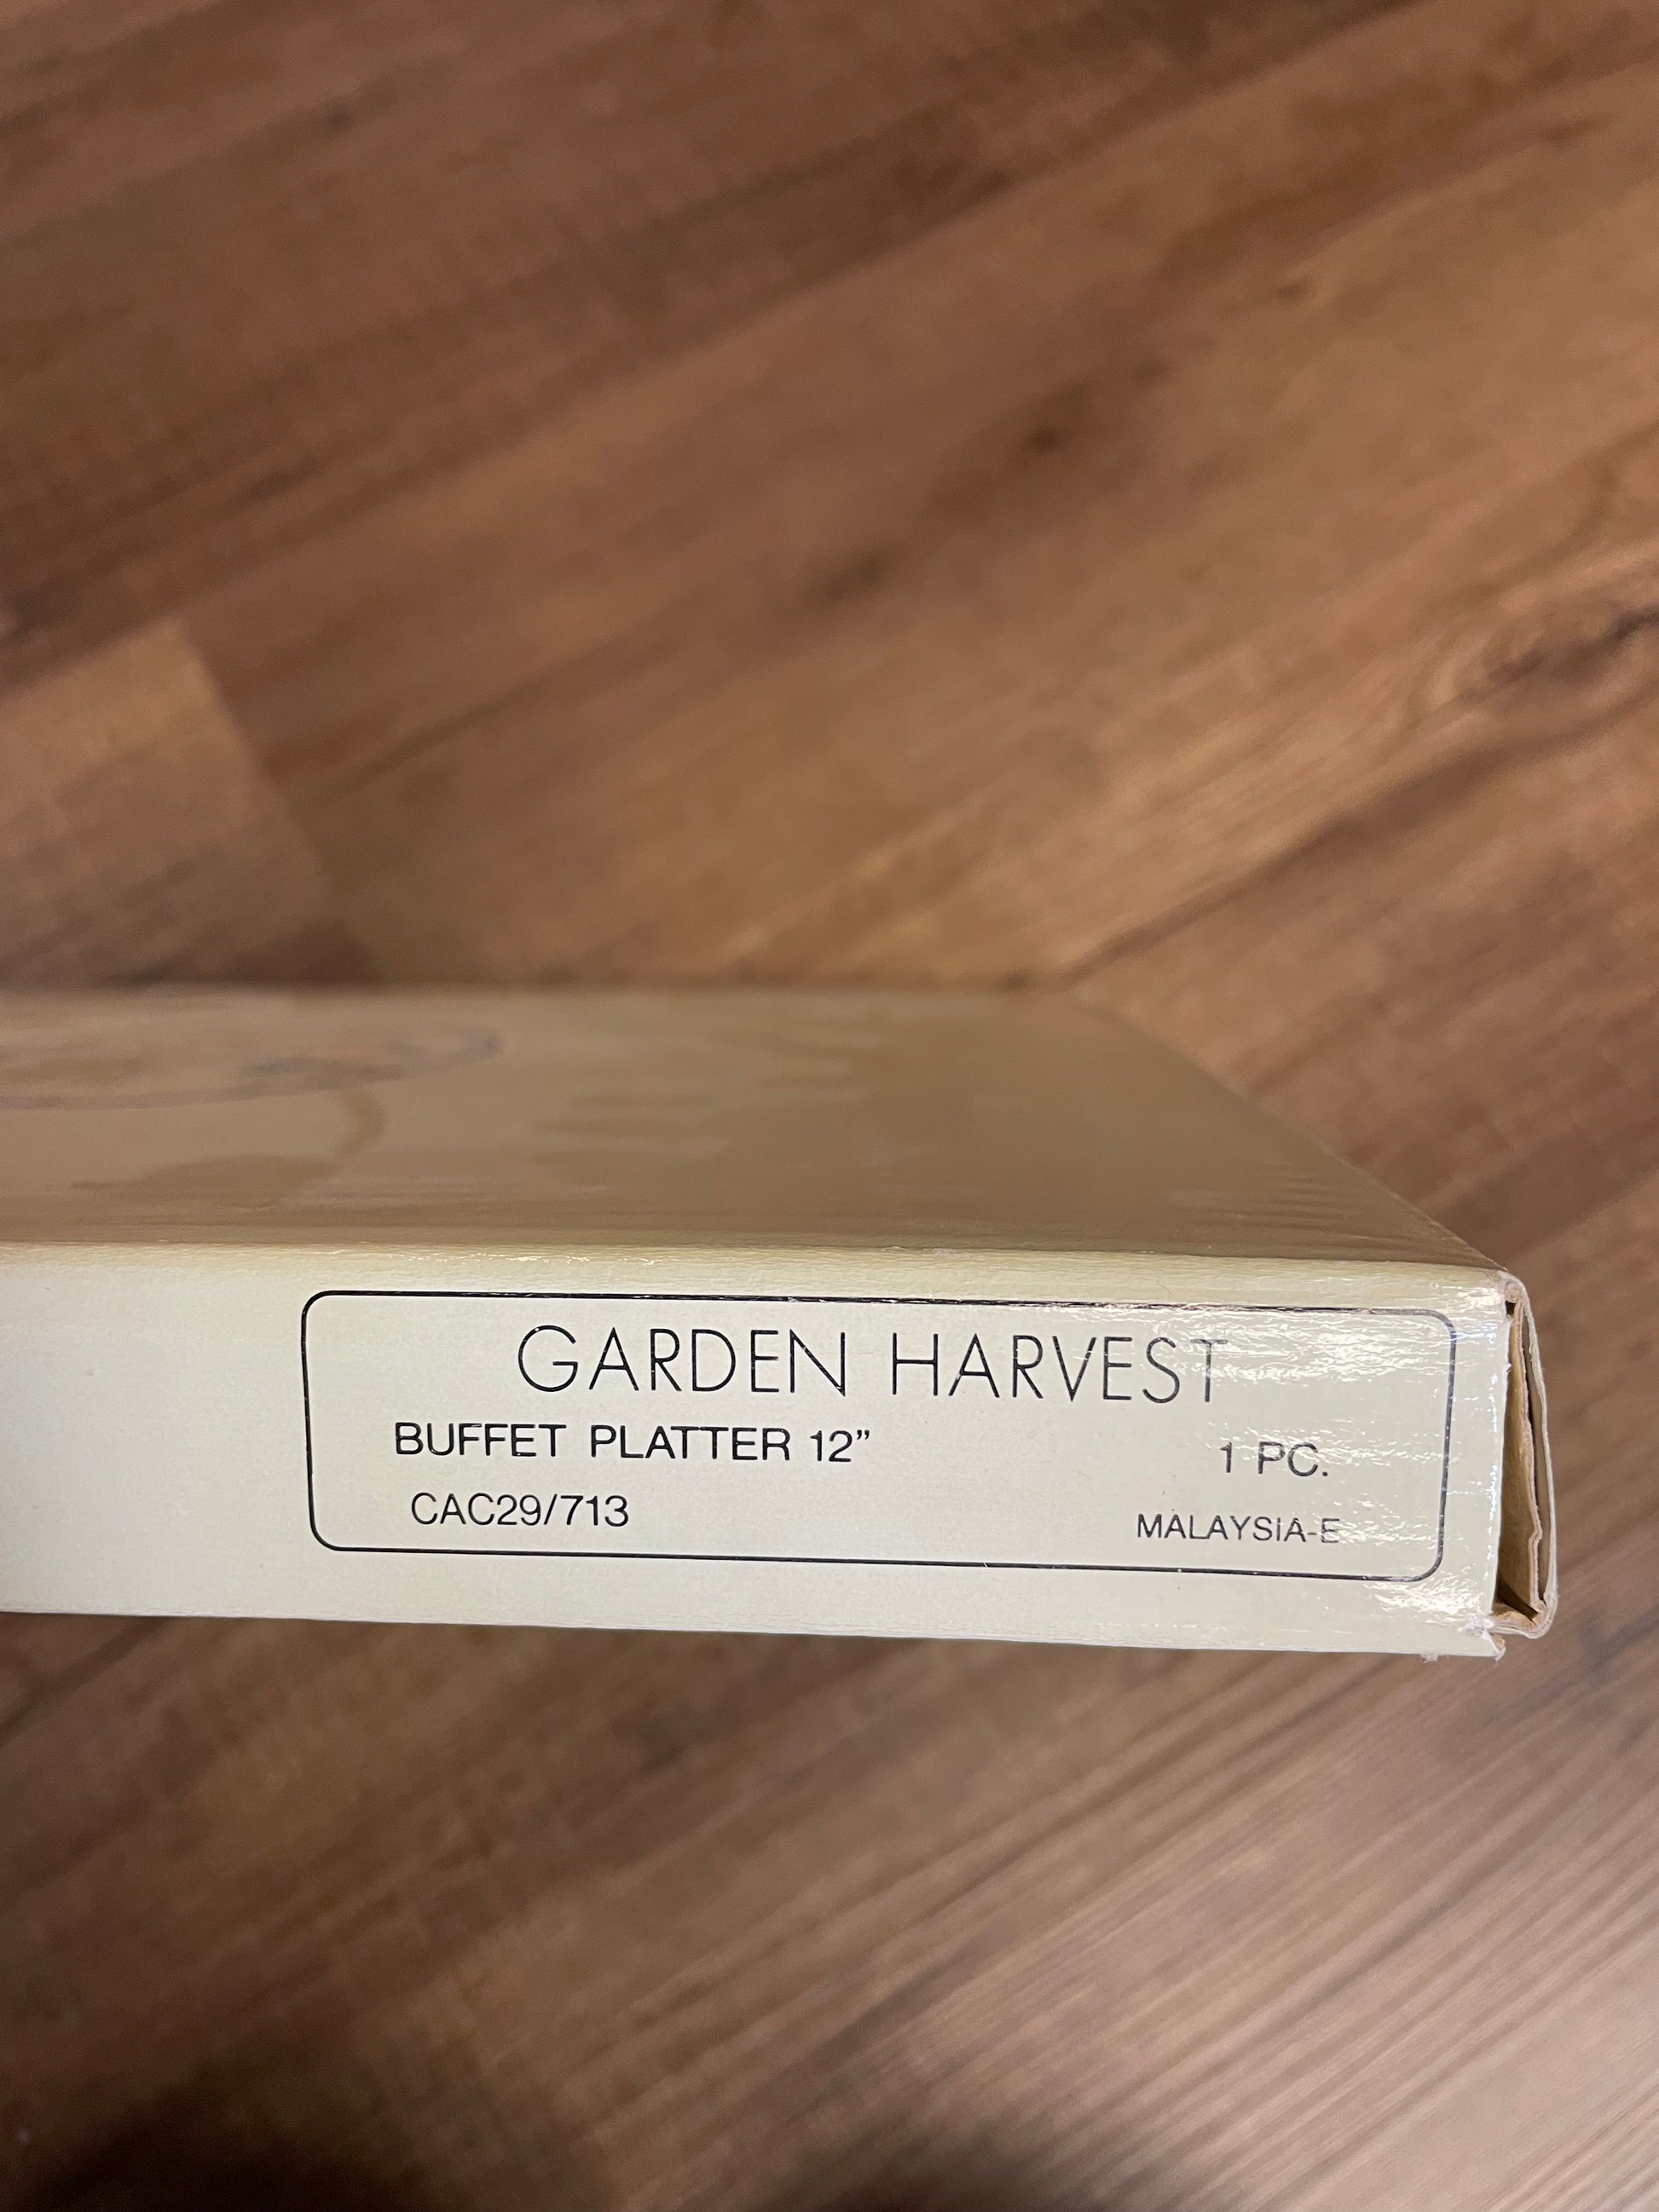 GARDEN HARVEST
BUFFET PLATTER 12” 1 PC.
CAC29/713 MALAYSIA-E